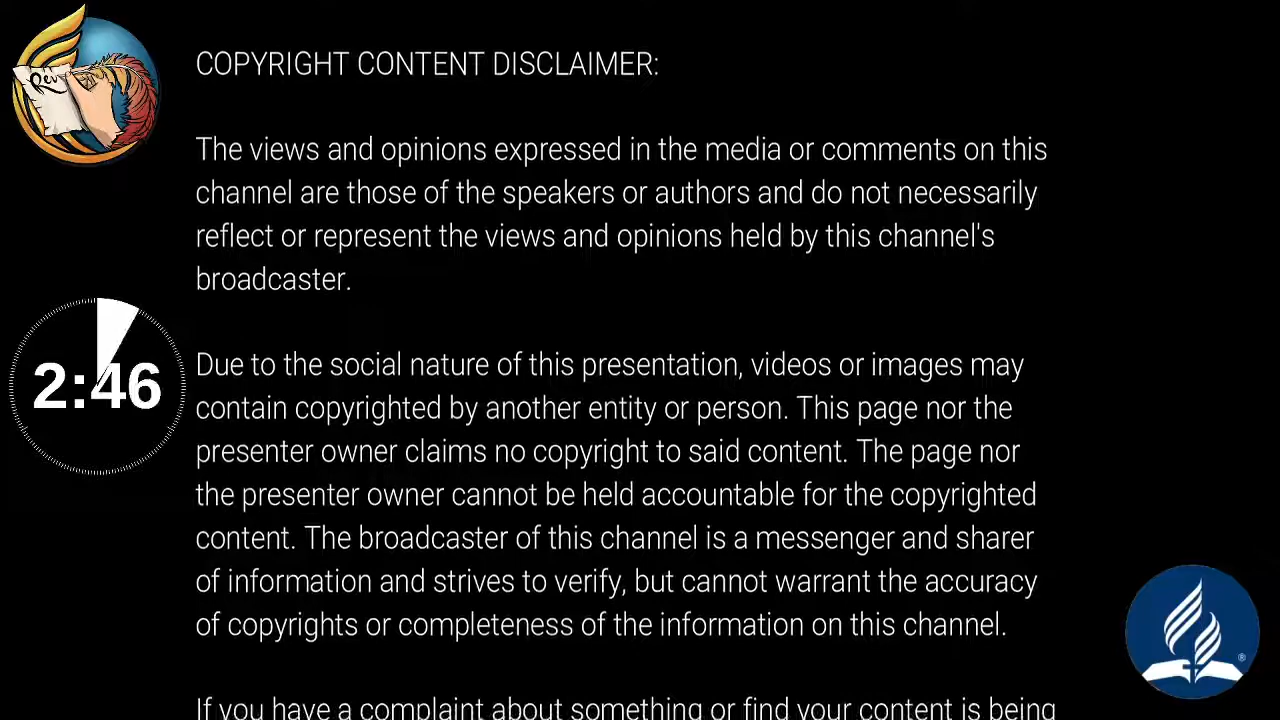 COPYRIGHT CONTENT DISCLAIMER:
The views and opinions expressed in the media or comments on this
channel are those of the speakers or authors and do not necessarily
reflect or represent the views and opinions held by this channel's
broadcaster.
2:46
Due to the social nature of this presentation, videos or images may
contain copyrighted by another entity or person. This page nor the
presenter owner claims no copyright to said content. The page nor
the presenter owner cannot be held accountable for the copyrighted
content. The broadcaster of this channel is a messenger and sharer
of information and strives to verify, but cannot warrant the accuracy
of copyrights or completeness of the information on this channel.
If you have a complaint about something or find your content is being
®